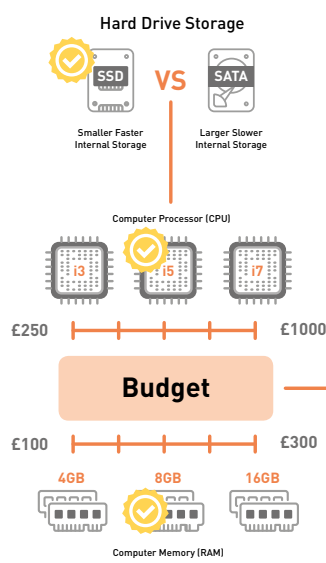 Hard Drive Storage
SSD
VS
SATA
Smaller Faster
Internal Storage
Larger Slower
Internal Storage
Computer Processor (CPU)
i3
i5
i7
£250
£1000
Budget
£100
£300
4GB
8GB
16GB
Computer Memory (RAM)